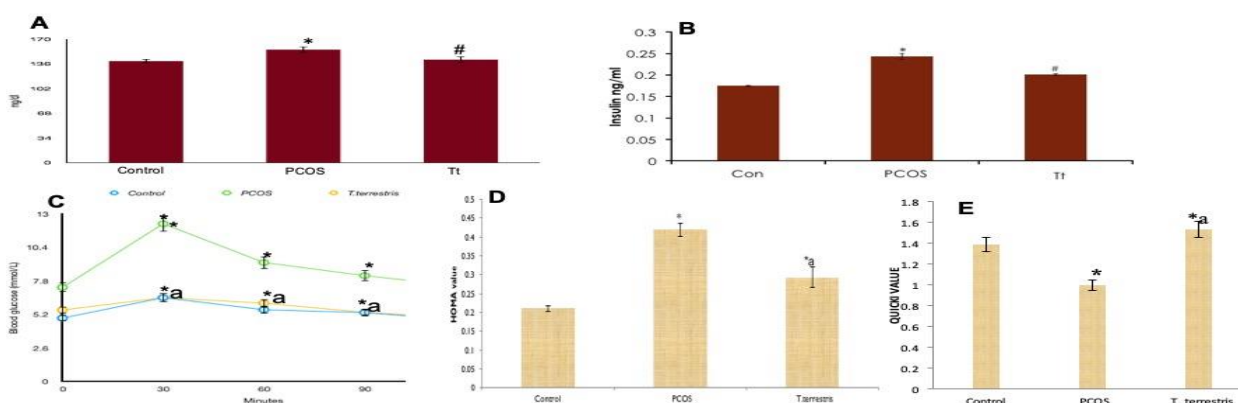 A
170
*
#
136
102
mg/dl
68
34
0
Control PCOS Tt
B
0.3
0.25
*
0.2
#
0.15
0.1
0.05
0
Insulin ng/ml
Con PCOS Tt
C
Control PCOS T.terrestris
13
10.4
7.8
5.2
2.6
0
Blood glucose (mmol/L)
* * * *
*a *a *a
0 30 60 90
Minutes
D
0.5
0.45
0.4
0.35
0.3
0.25
0.2
0.15
0.1
0.05
0
HOMA value
*
*a
Control PCOS T.terrestris
E
1.8
1.6
1.4
1.2
1
0.8
0.6
0.4
0.2
0
QUICKI VALUE
*
*a
Control PCOS T. terrestris